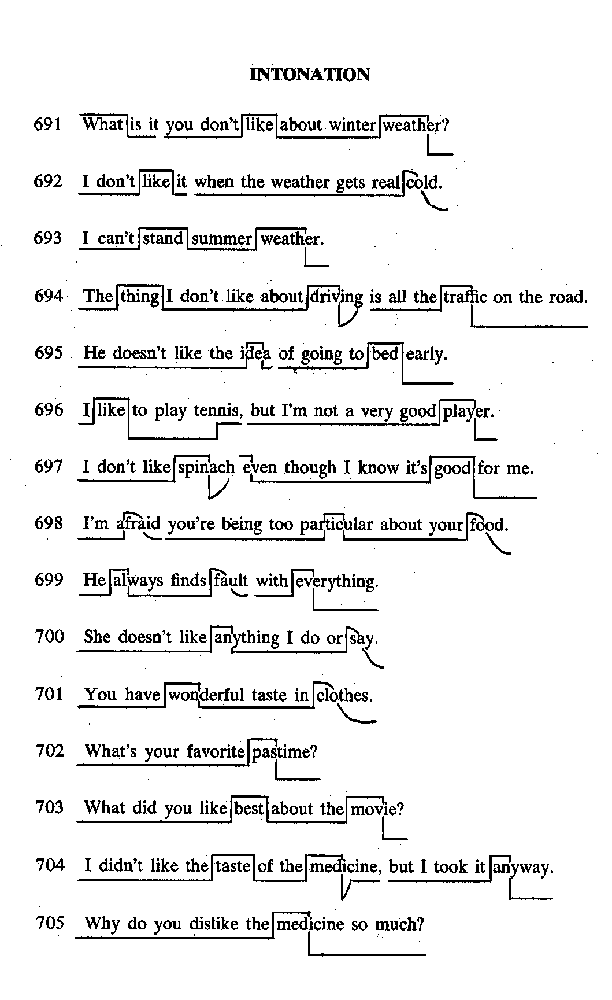 INTONATION
691 What is it you don't like about winter weather?
692 I don't like it when the weather gets real cold.
693 I can't stand summer weather.
694 The thing I don't like about driving is all the traffic on the road.
695 He doesn't like the idea of going to bed early.
696 I like to play tennis, but I'm not a very good player.
697 I don't like spinach even though I know it's good for me.
698 I'm afraid you're being too particular about your food.
699 He always finds fault with everything.
700 She doesn't like anything I do or say.
701 You have wonderful taste in clothes.
702 What's your favorite pastime?
703 What did you like best about the movie?
704 I didn't like the taste of the medicine, but I took it anyway.
705 Why do you dislike the medicine so much?